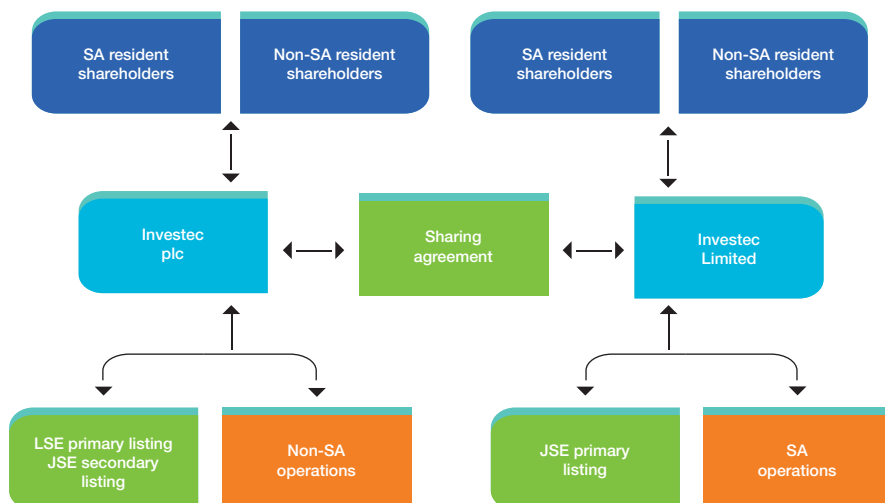 SA resident
shareholders
Non-SA resident
shareholders
SA resident
shareholders
Non-SA resident
shareholders
Investec
plc
Sharing
agreement
Investec
Limited
LSE primary listing
JSE secondary
listing
Non-SA
operations
JSE primary
listing
SA
operations